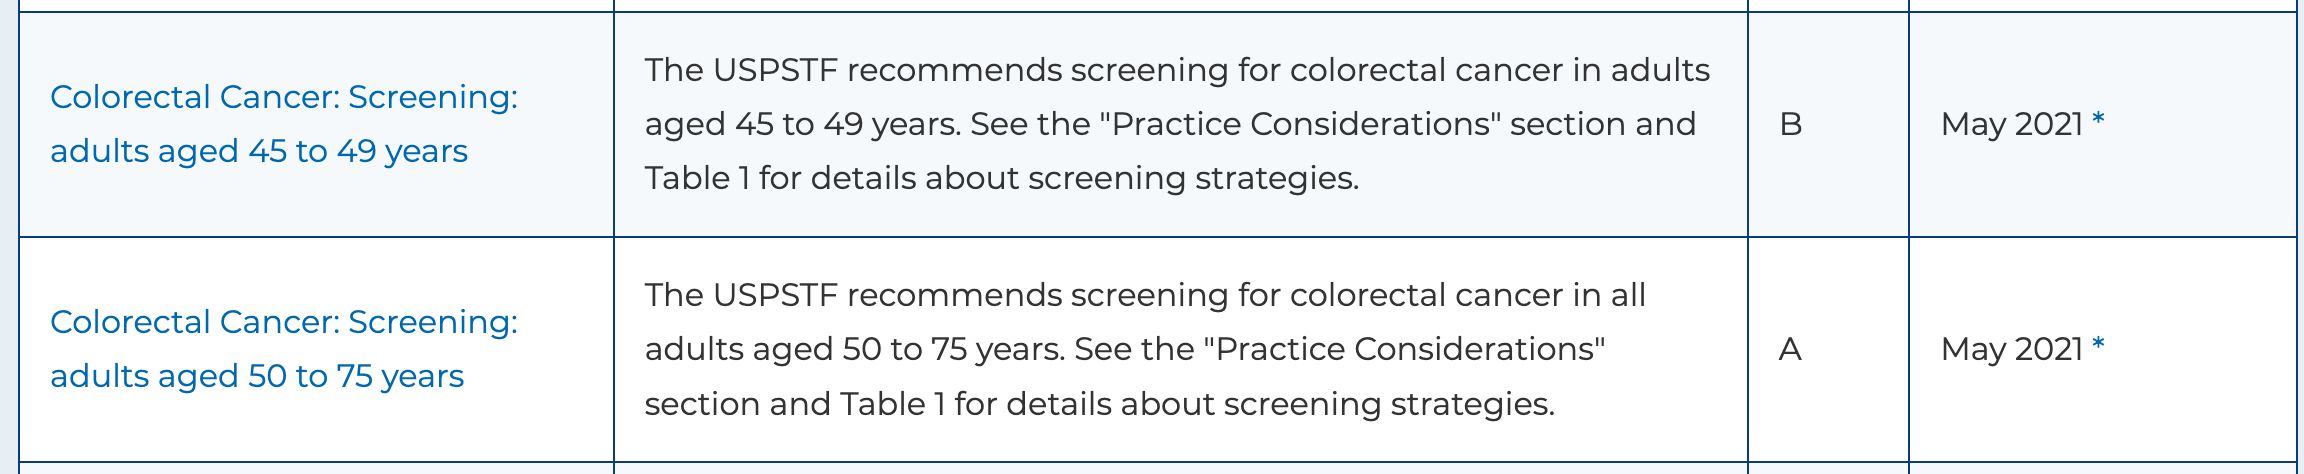 Colorectal Cancer: Screening:
adults aged 45 to 49 years
The USPSTF recommends screening for colorectal cancer in adults
aged 45 to 49 years. See the "Practice Considerations" section and
Table 1 for details about screening strategies.
B
May 2021 *
Colorectal Cancer: Screening:
adults aged 50 to 75 years
The USPSTF recommends screening for colorectal cancer in all
adults aged 50 to 75 years. See the "Practice Considerations"
section and Table 1 for details about screening strategies.
A
May 2021 *